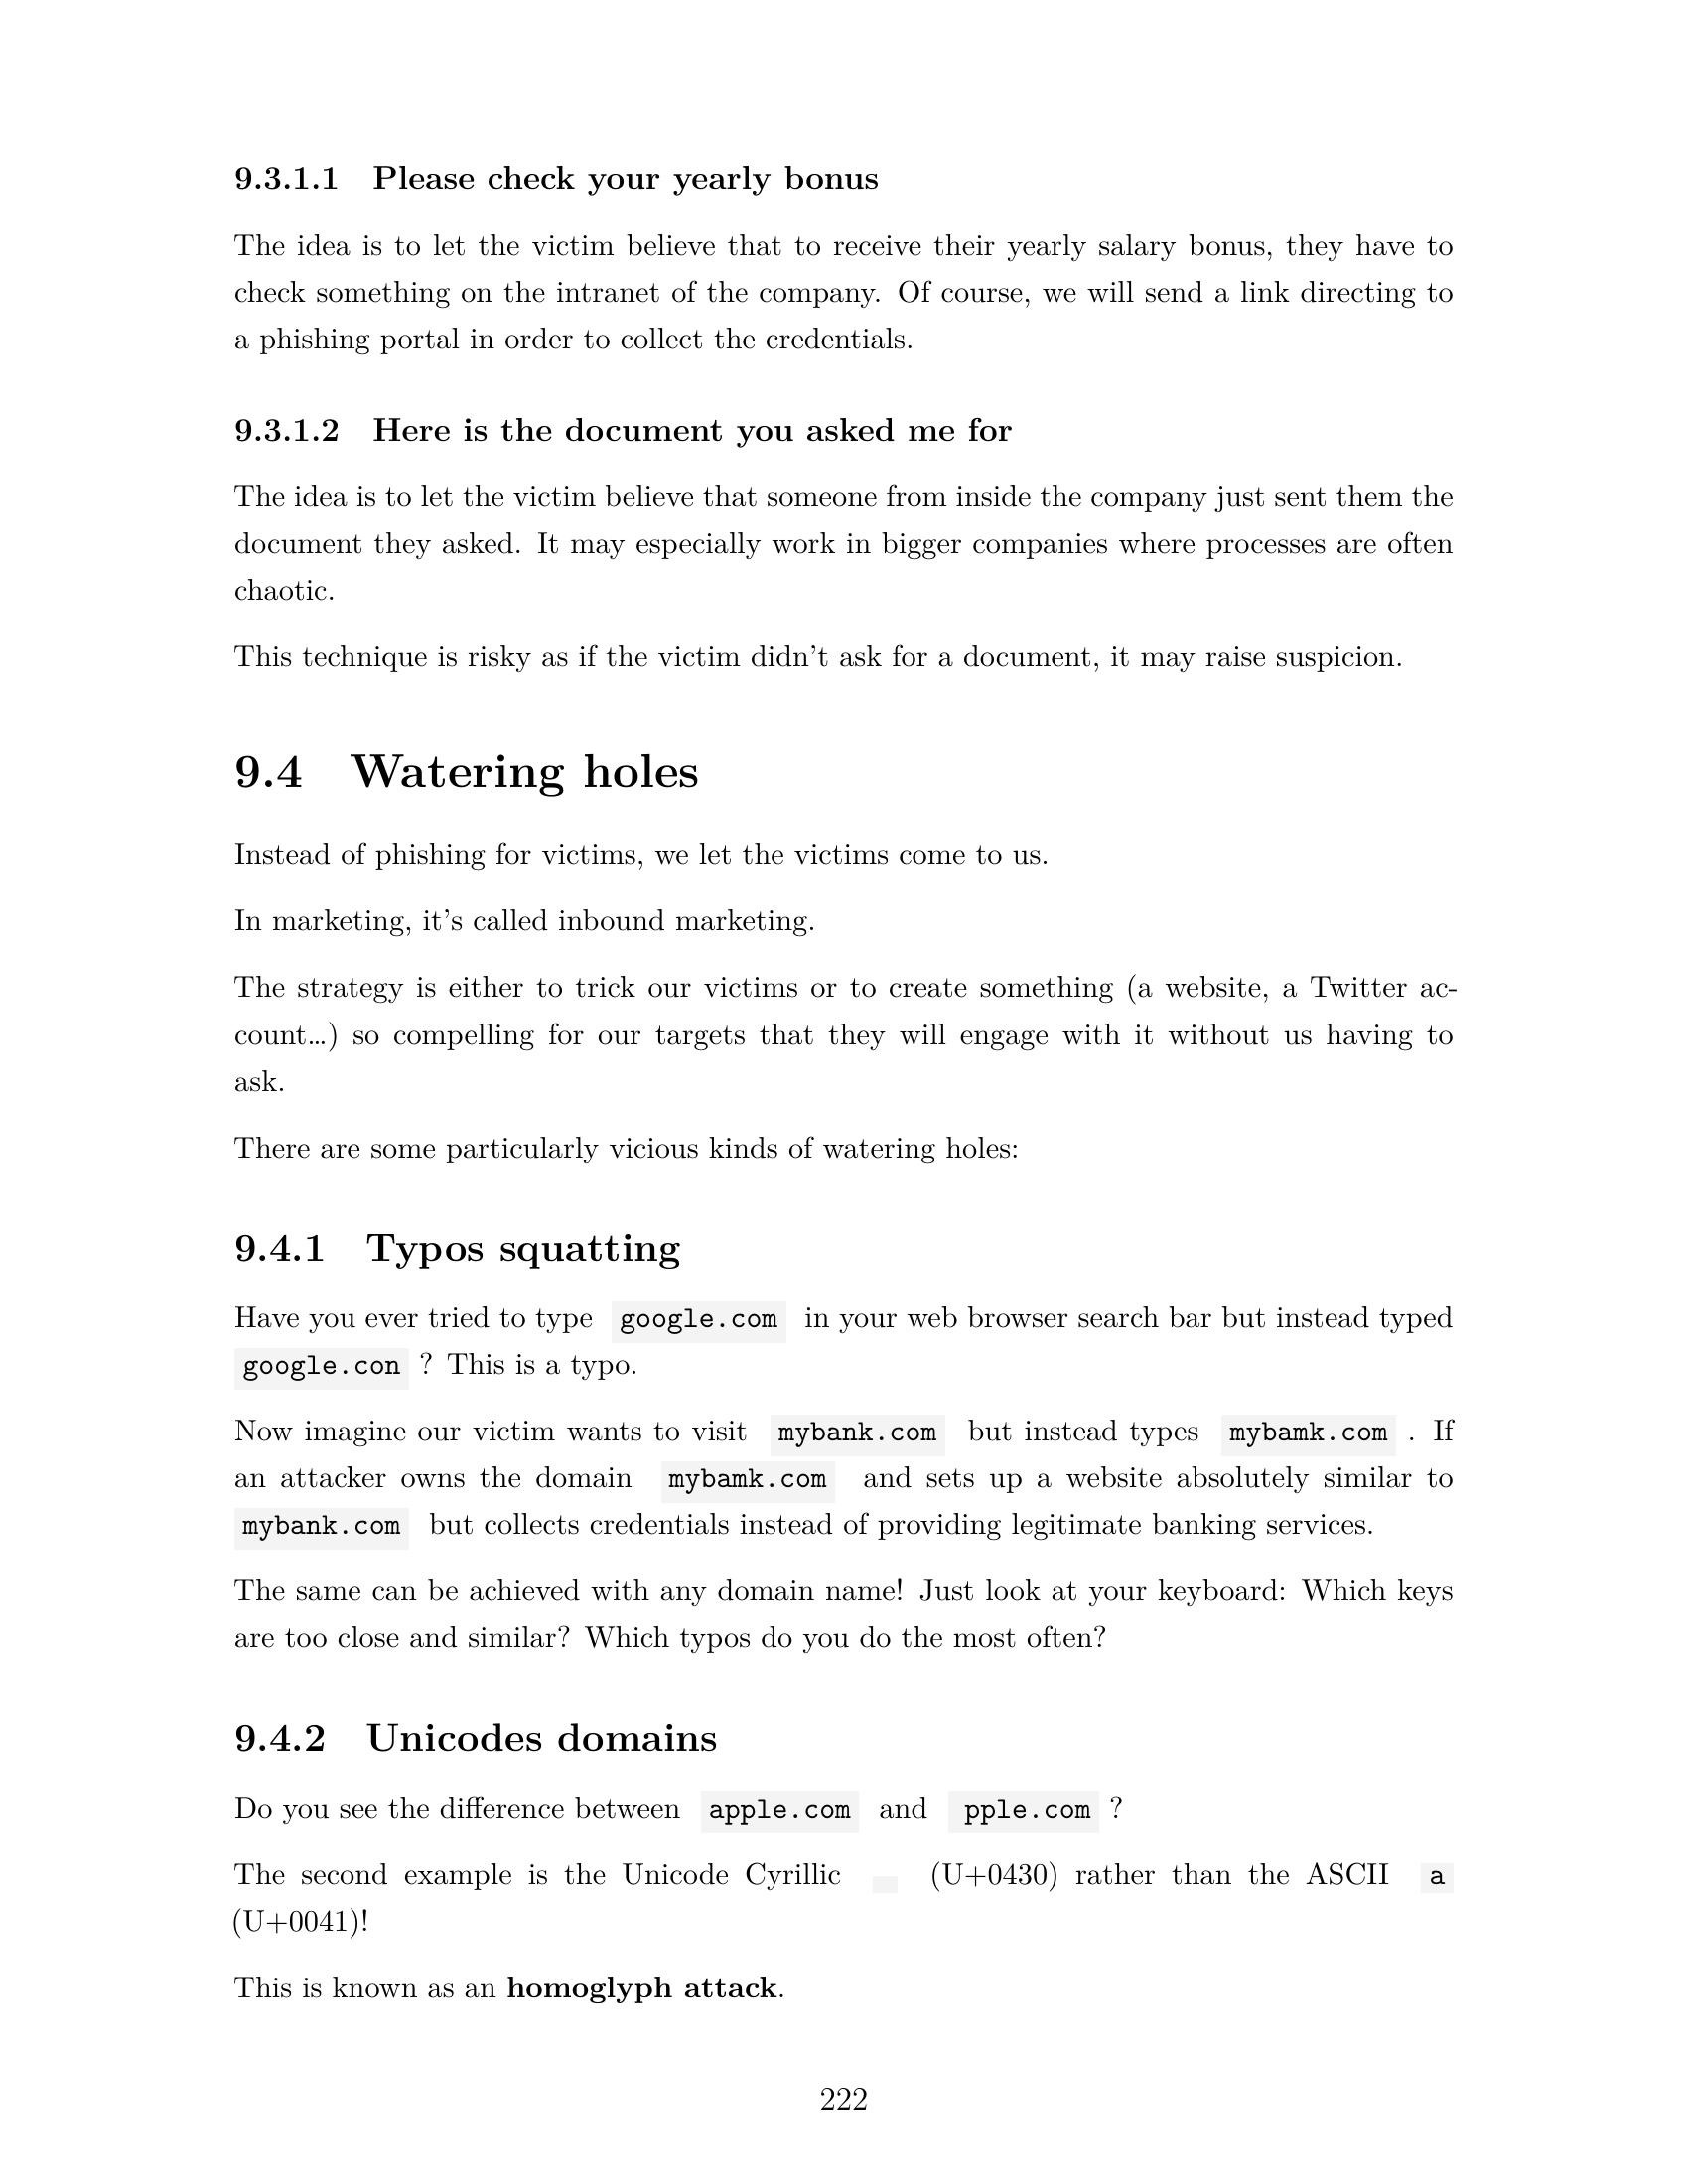 9.3.1.1 Please check your yearly bonus
The idea is to let the victim believe that to receive their yearly salary bonus, they have to
check something on the intranet of the company. Of course, we will send a link directing to
a phishing portal in order to collect the credentials.
9.3.1.2 Here is the document you asked me for
The idea is to let the victim believe that someone from inside the company just sent them the
document they asked. It may especially work in bigger companies where processes are often
chaotic.
This technique is risky as if the victim didn't ask for a document, it may raise suspicion.
9.4 Watering holes
Instead of phishing for victims, we let the victims come to us.
In marketing, it's called inbound marketing.
The strategy is either to trick our victims or to create something (a website, a Twitter ac-
count…) so compelling for our targets that they will engage with it without us having to
ask.
There are some particularly vicious kinds of watering holes:
9.4.1 Typos squatting
Have you ever tried to type google.com in your web browser search bar but instead typed
google.con ? This is a typo.
Now imagine our victim wants to visit mybank.com but instead types mybamk.com . If
an attacker owns the domain mybamk.com and sets up a website absolutely similar to
mybank.com but collects credentials instead of providing legitimate banking services.
The same can be achieved with any domain name! Just look at your keyboard: Which keys
are too close and similar? Which typos do you do the most often?
9.4.2 Unicodes domains
Do you see the difference between apple.com and pple.com ?
The second example is the Unicode Cyrillic (U+0430) rather than the ASCII a
(U+0041)!
This is known as an homoglyph attack.
222